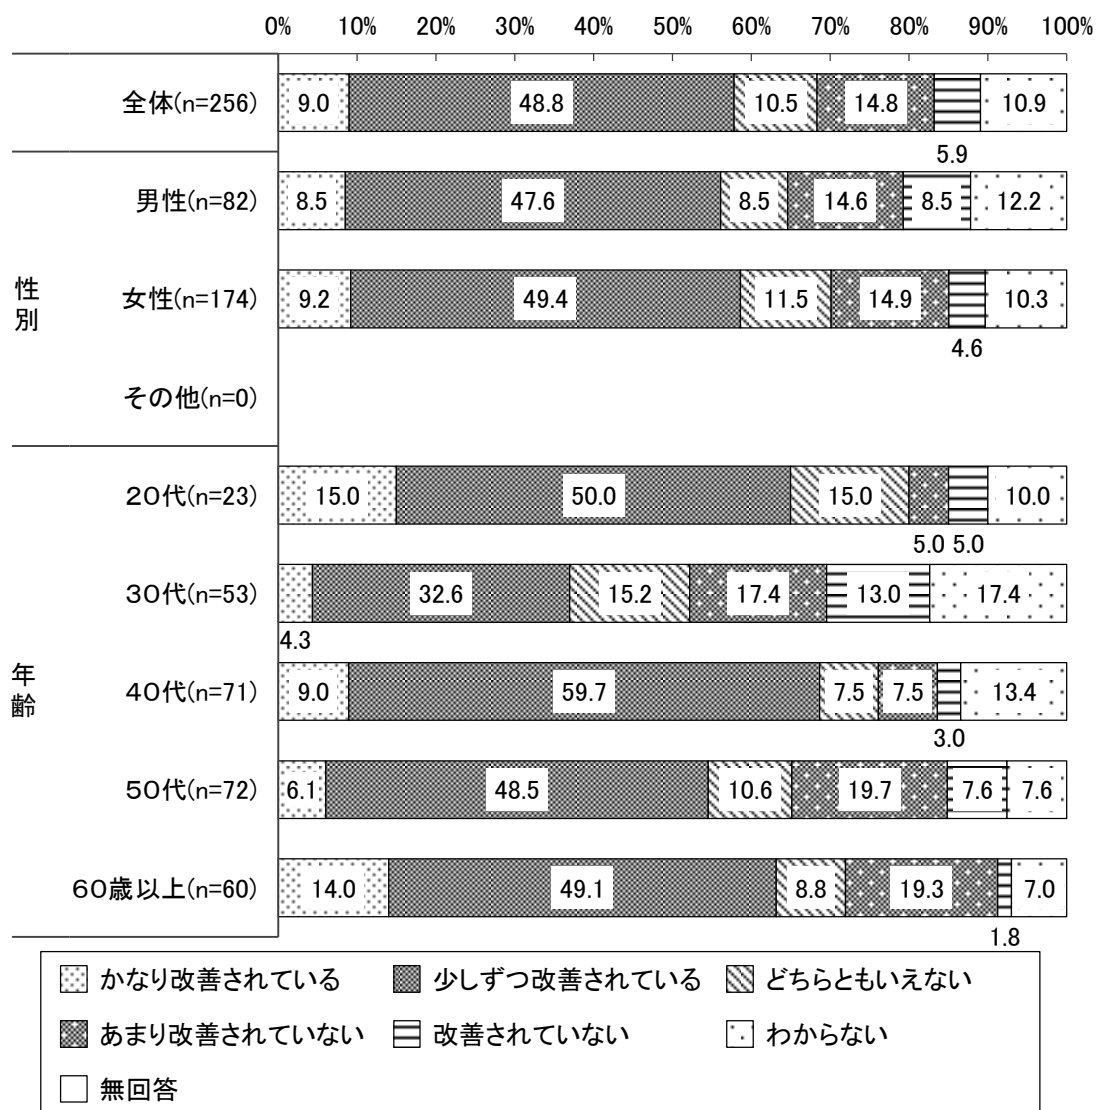 0% 10% 20% 30% 40% 50% 60% 70% 80% 90% 100%
全体(n=256) 9.0 48.8 10.5 14.8 10.9
5.9
男性(n=82) 8.5 47.6 8.5 14.6 8.5 12.2
性別
女性(n=174) 9.2 49.4 11.5 14.9 10.3
4.6
その他(n=0)
20代(n=23) 15.0 50.0 15.0 10.0
5.0 5.0
30代(n=53) 32.6 15.2 17.4 13.0 17.4
4.3
年齢
40代(n=71) 9.0 59.7 7.5 7.5 13.4
3.0
50代(n=72) 6.1 48.5 10.6 19.7 7.6 7.6
60歳以上(n=60) 14.0 49.1 8.8 19.3 7.0
1.8
かなり改善されている 少しずつ改善されている どちらともいえない
あまり改善されていない 改善されていない わからない
無回答